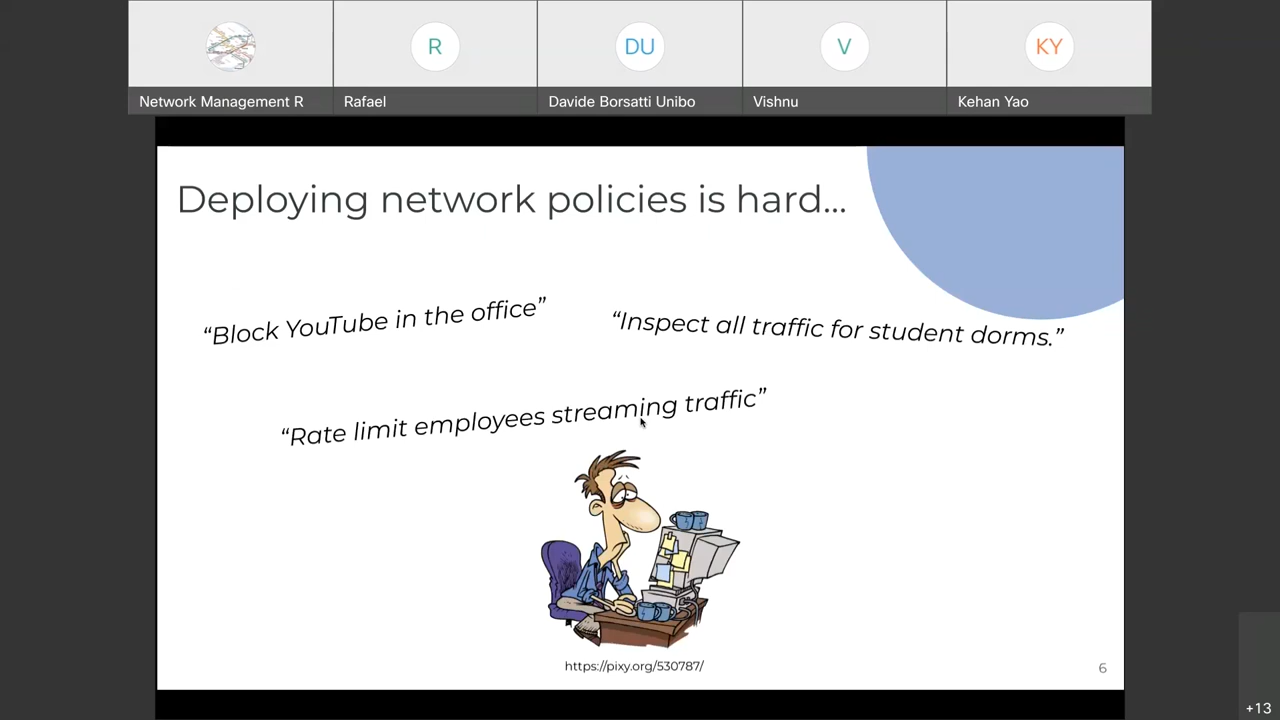 R
DU
V
KY
Network Management R
Rafael
Davide Borsatti Unibo
Vishnu
Kehan Yao
Deploying network policies is hard...
“Block YouTube in the office”
“Inspect all traffic for student dorms.”
“Rate limit employees streaming traffic”
https://pixy.org/530787/
6
+13